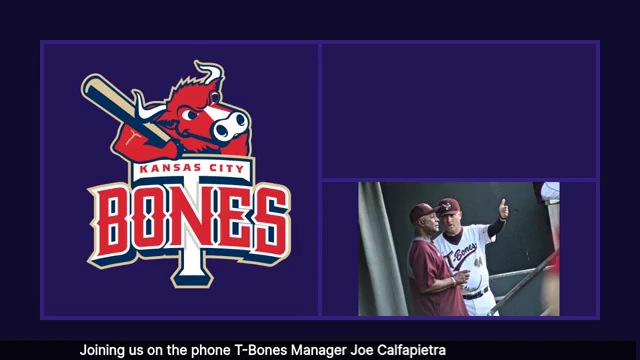 KANSAS CITY
T BONES
T-Bones
Joining us on the phone T-Bones Manager Joe Calfapietra